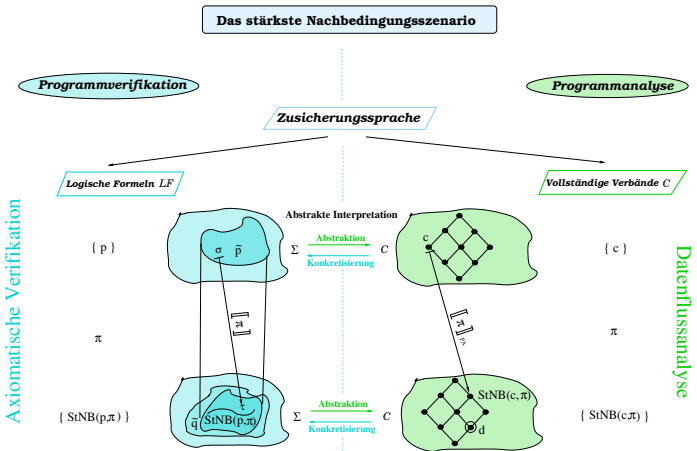 Das stärkste Nachbedingungsszenario
Programmverifikation
Programmanalyse
Zusicherungssprache
Logische Formeln LF
Vollständige Verbände C
Axiomatische Verifikation
Datenflussanalyse
Abstrakte Interpretation
{ p }
σ p̃
Σ
Abstraktion
Konkretisierung
C
c
{ c }
π
⟦π⟧
⟦π⟧ PA
π
{ StNB(p,π) }
q̃
τ
StNB(p,π)
Σ
Abstraktion
Konkretisierung
C
StNB(c,π)
d
{ StNB(c,π) }